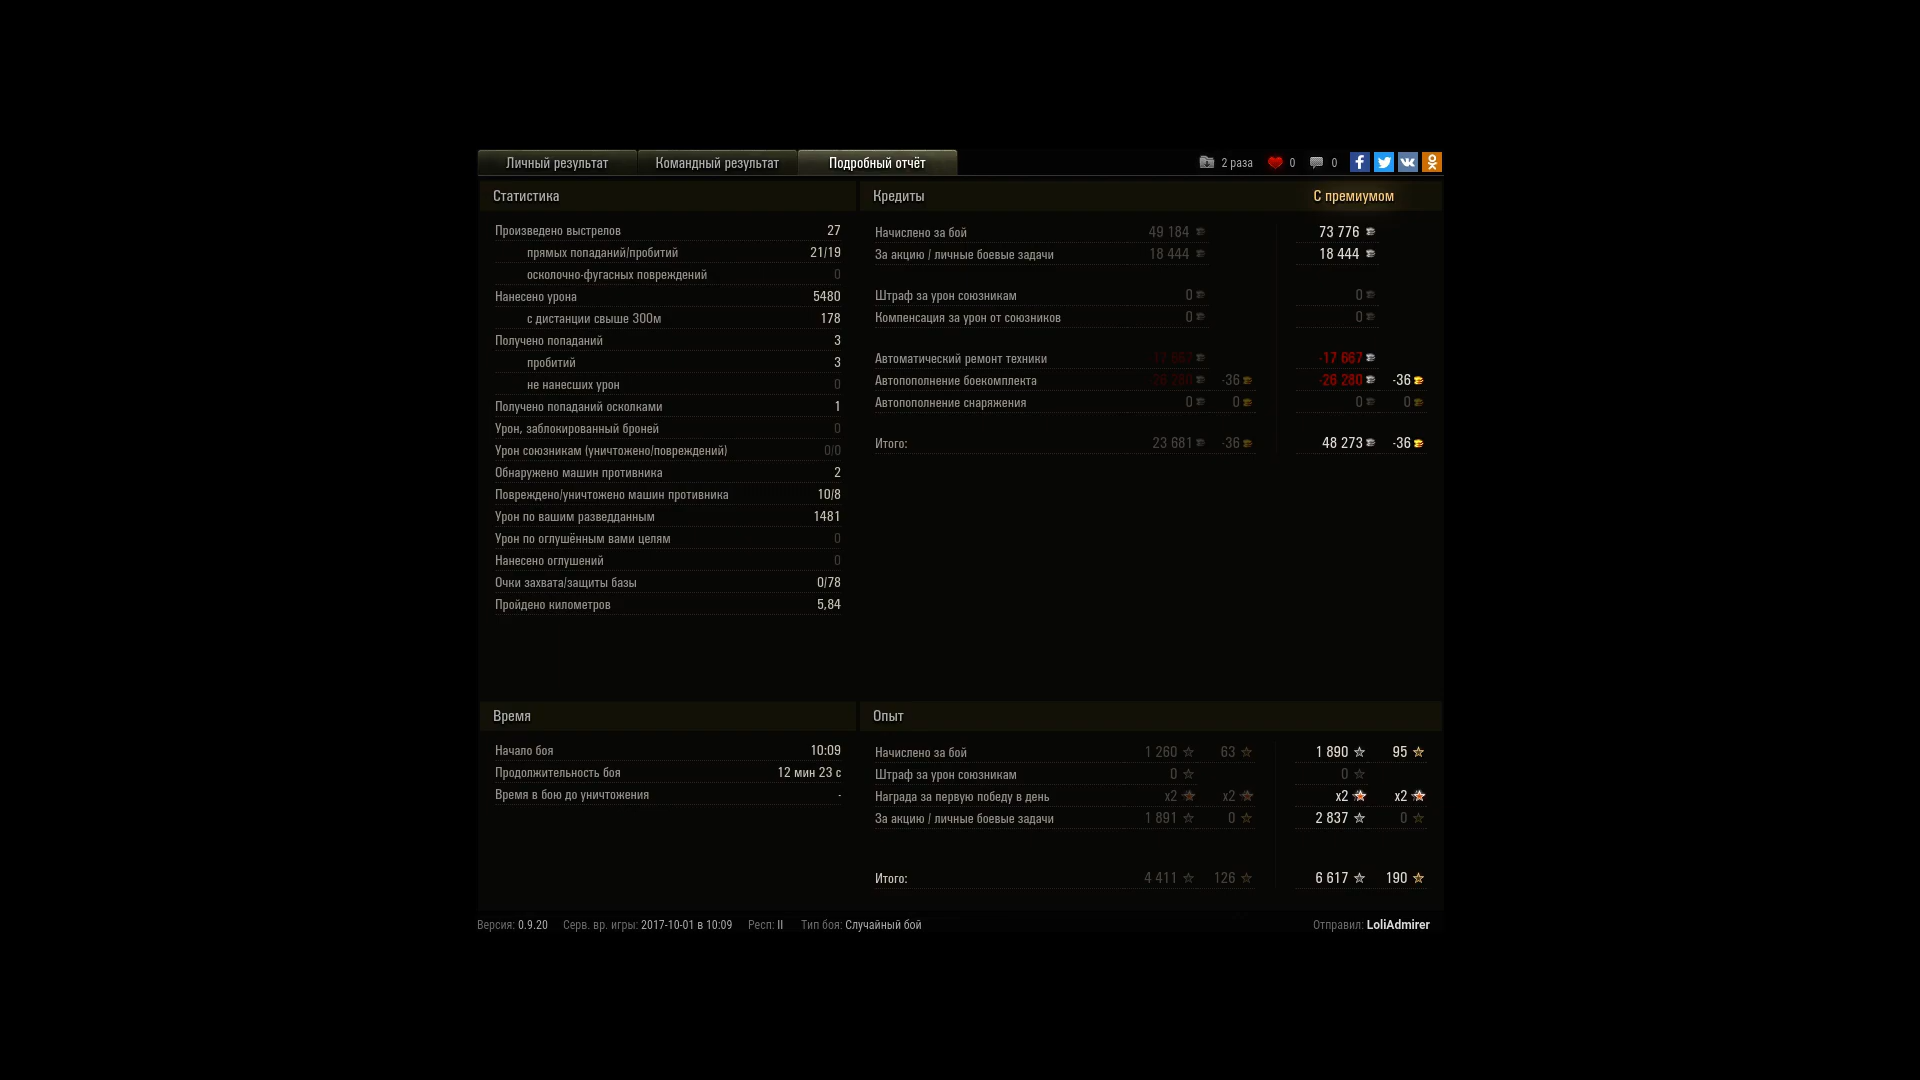 Личный результат Командный результат Подробный отчёт 2 раза 0 0
Статистика
Произведено выстрелов 27
прямых попаданий/пробитий 21/19
осколочно-фугасных повреждений 0
Нанесено урона 5480
с дистанции свыше 300м 178
Получено попаданий 3
пробитий 3
не нанесших урон 0
Получено попаданий осколками 1
Урон, заблокированный броней 0
Урон союзникам (уничтожено/повреждений) 0/0
Обнаружено машин противника 2
Повреждено/уничтожено машин противника 10/8
Урон по вашим разведданным 1481
Урон по оглушённым вами целям 0
Нанесено оглушений 0
Очки захвата/защиты базы 0/78
Пройдено километров 5,84
Кредиты С премиумом
Начислено за бой 49 184 73 776
За акцию / личные боевые задачи 18 444 18 444
Штраф за урон союзникам 0 0
Компенсация за урон от союзников 0 0
Автоматический ремонт техники -17 667 -17 667
Автопополнение боекомплекта -26 280 -36 -26 280 -36
Автопополнение снаряжения 0 0 0 0
Итого: 23 681 -36 48 273 -36
Время
Начало боя 10:09
Продолжительность боя 12 мин 23 с
Время в бою до уничтожения -
Опыт
Начислено за бой 1 260 63 1 890 95
Штраф за урон союзникам 0 0
Награда за первую победу в день x2 x2 x2 x2
За акцию / личные боевые задачи 1 891 0 2 837 0
Итого: 4 411 126 6 617 190
Версия: 0.9.20 Серв. вр. игры: 2017-10-01 в 10:09 Респ: II Тип боя: Случайный бой Отправил: LoliAdmirer